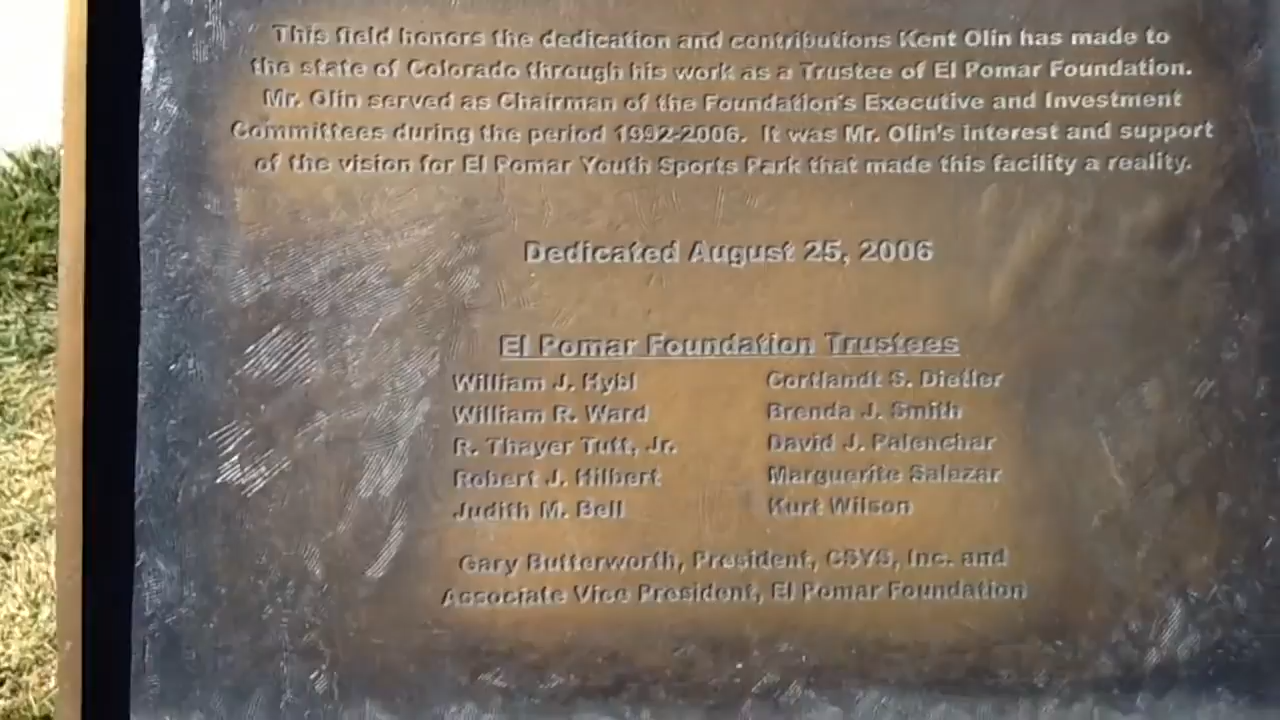 This field honors the dedication and contributions Kent Olin has made to
the state of Colorado through his work as a Trustee of El Pomar Foundation.
Mr. Olin served as Chairman of the Foundation's Executive and Investment
Committees during the period 1992-2006. It was Mr. Olin's interest and support
of the vision for El Pomar Youth Sports Park that made this facility a reality.
Dedicated August 25, 2006
El Pomar Foundation Trustees
William J. Hybl
William R. Ward
R. Thayer Tutt, Jr.
Robert J. Hilbert
Judith M. Bell
Cortlandt S. Dietler
Brenda J. Smith
David J. Palenchar
Marguerite Salazar
Kurt Wilson
Gary Butterworth, President, CSYS, Inc. and
Associate Vice President, El Pomar Foundation